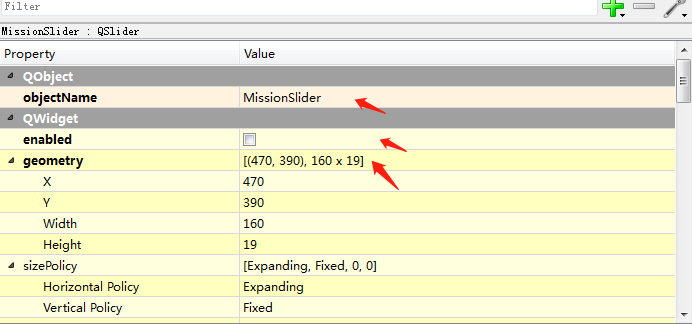 Filter
MissionSlider : QSlider
Property Value
QObject
objectName MissionSlider
QWidget
enabled
geometry [(470, 390), 160 x 19]
X 470
Y 390
Width 160
Height 19
sizePolicy [Expanding, Fixed, 0, 0]
Horizontal Policy Expanding
Vertical Policy Fixed